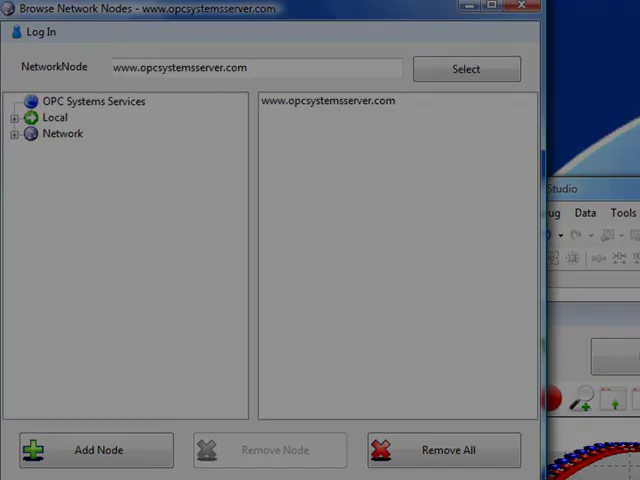 Browse Network Nodes - www.opcsystemsserver.com
Log In
NetworkNode www.opcsystemsserver.com Select
OPC Systems Services
Local
Network
www.opcsystemsserver.com
Studio
ug Data Tools
Add Node Remove Node Remove All